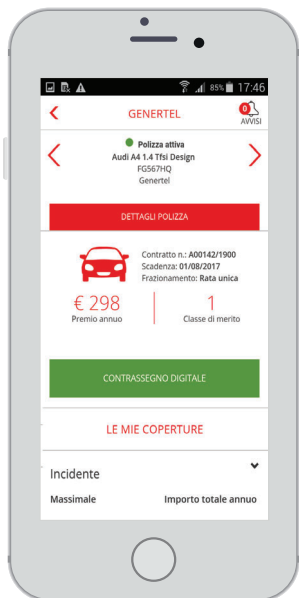 85% 17:46
GENERTEL
0
AVVISI
Polizza attiva
Audi A4 1.4 Tfsi Design
FG567HQ
Genertel
DETTAGLI POLIZZA
Contratto n.: A00142/1900
Scadenza: 01/08/2017
Frazionamento: Rata unica
€ 298
Premio annuo
1
Classe di merito
CONTRASSEGNO DIGITALE
LE MIE COPERTURE
Incidente
Massimale Importo totale annuo